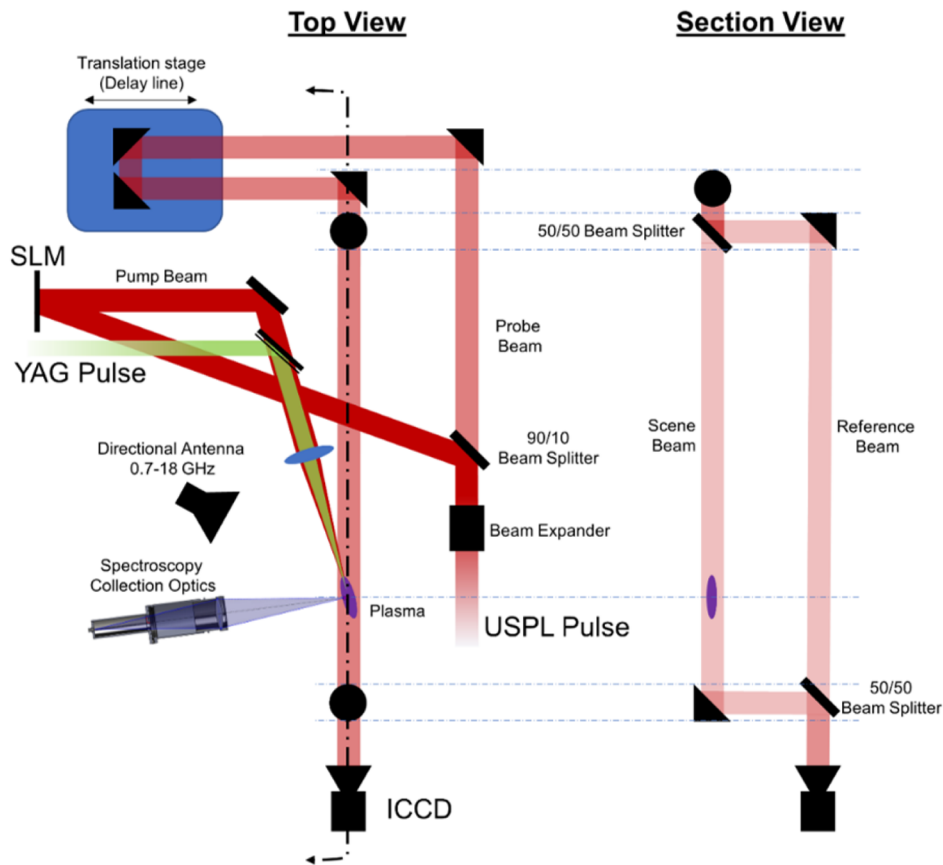 Top View
Section View
Translation stage
(Delay line)
50/50 Beam Splitter
SLM
Pump Beam
Probe
Beam
YAG Pulse
Scene
Beam
Reference
Beam
90/10
Beam Splitter
Directional Antenna
0.7-18 GHz
Beam Expander
Spectroscopy
Collection Optics
Plasma
USPL Pulse
50/50
Beam Splitter
ICCD